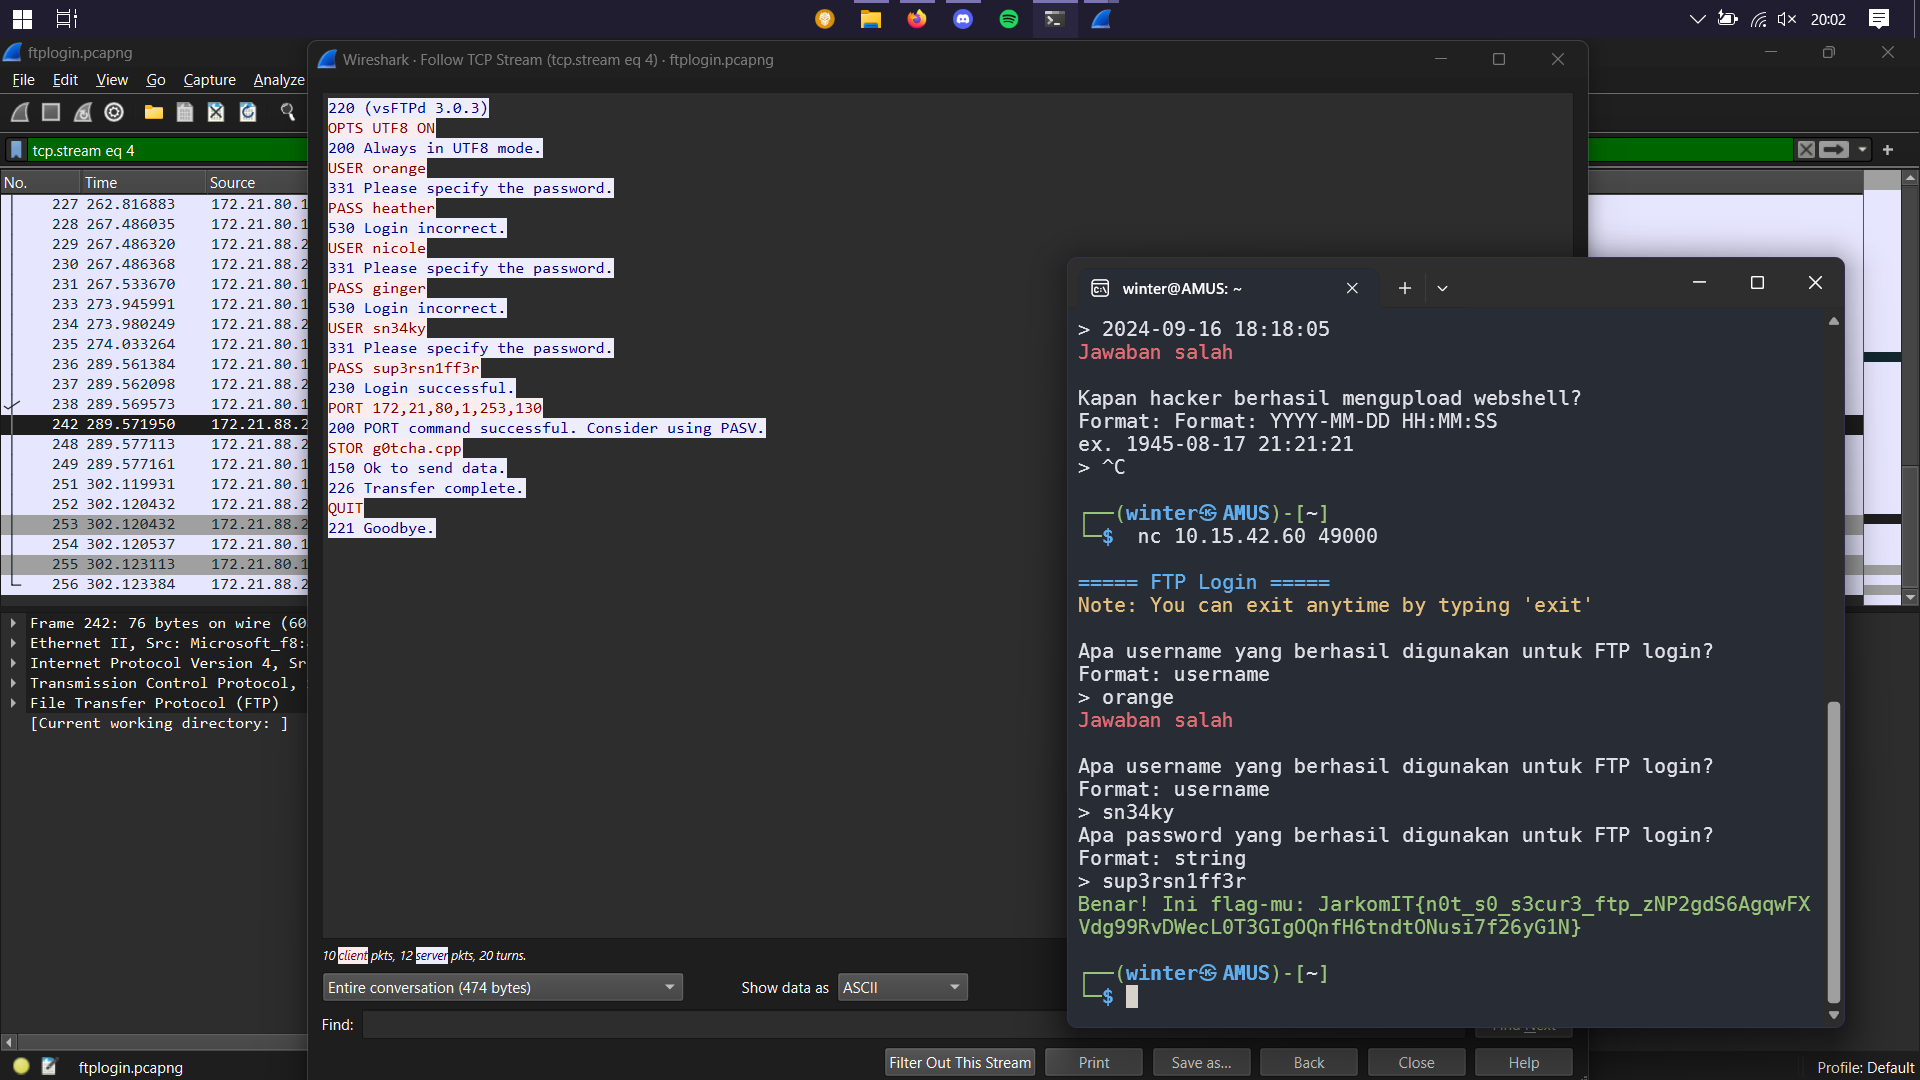 20:02
ftplogin.pcapng
File Edit View Go Capture Analyze
tcp.stream eq 4
No. Time Source
227 262.816883 172.21.80.1
228 267.486035 172.21.80.1
229 267.486320 172.21.88.2
230 267.486368 172.21.88.2
231 267.533670 172.21.80.1
233 273.945991 172.21.80.1
234 273.980249 172.21.88.2
235 274.033264 172.21.80.1
236 289.561384 172.21.80.1
237 289.562098 172.21.88.2
238 289.569573 172.21.80.1
242 289.571950 172.21.88.2
248 289.577113 172.21.80.1
249 289.577161 172.21.88.2
251 302.119931 172.21.80.1
252 302.120432 172.21.88.2
253 302.120432 172.21.88.2
254 302.120537 172.21.80.1
255 302.123113 172.21.80.1
256 302.123384 172.21.88.2
Frame 242: 76 bytes on wire (60
Ethernet II, Src: Microsoft_f8:
Internet Protocol Version 4, Sr
Transmission Control Protocol,
File Transfer Protocol (FTP)
[Current working directory: ]
ftplogin.pcapng
Profile: Default
Wireshark · Follow TCP Stream (tcp.stream eq 4) · ftplogin.pcapng
220 (vsFTPd 3.0.3)
OPTS UTF8 ON
200 Always in UTF8 mode.
USER orange
331 Please specify the password.
PASS heather
530 Login incorrect.
USER nicole
331 Please specify the password.
PASS ginger
530 Login incorrect.
USER sn34ky
331 Please specify the password.
PASS sup3rsn1ff3r
230 Login successful.
PORT 172,21,80,1,253,130
200 PORT command successful. Consider using PASV.
STOR g0tcha.cpp
150 Ok to send data.
226 Transfer complete.
QUIT
221 Goodbye.
10 client pkts, 12 server pkts, 20 turns.
Entire conversation (474 bytes) Show data as ASCII
Find: Find Next
Filter Out This Stream Print Save as... Back Close Help
winter@AMUS: ~
> 2024-09-16 18:18:05
Jawaban salah
Kapan hacker berhasil mengupload webshell?
Format: Format: YYYY-MM-DD HH:MM:SS
ex. 1945-08-17 21:21:21
> ^C
┌──(winter㉿AMUS)-[~]
└─$ nc 10.15.42.60 49000
===== FTP Login =====
Note: You can exit anytime by typing 'exit'
Apa username yang berhasil digunakan untuk FTP login?
Format: username
> orange
Jawaban salah
Apa username yang berhasil digunakan untuk FTP login?
Format: username
> sn34ky
Apa password yang berhasil digunakan untuk FTP login?
Format: string
> sup3rsn1ff3r
Benar! Ini flag-mu: JarkomIT{n0t_s0_s3cur3_ftp_zNP2gdS6AgqwFX
Vdg99RvDWecL0T3GIgOQnfH6tndtONusi7f26yG1N}
┌──(winter㉿AMUS)-[~]
└─$